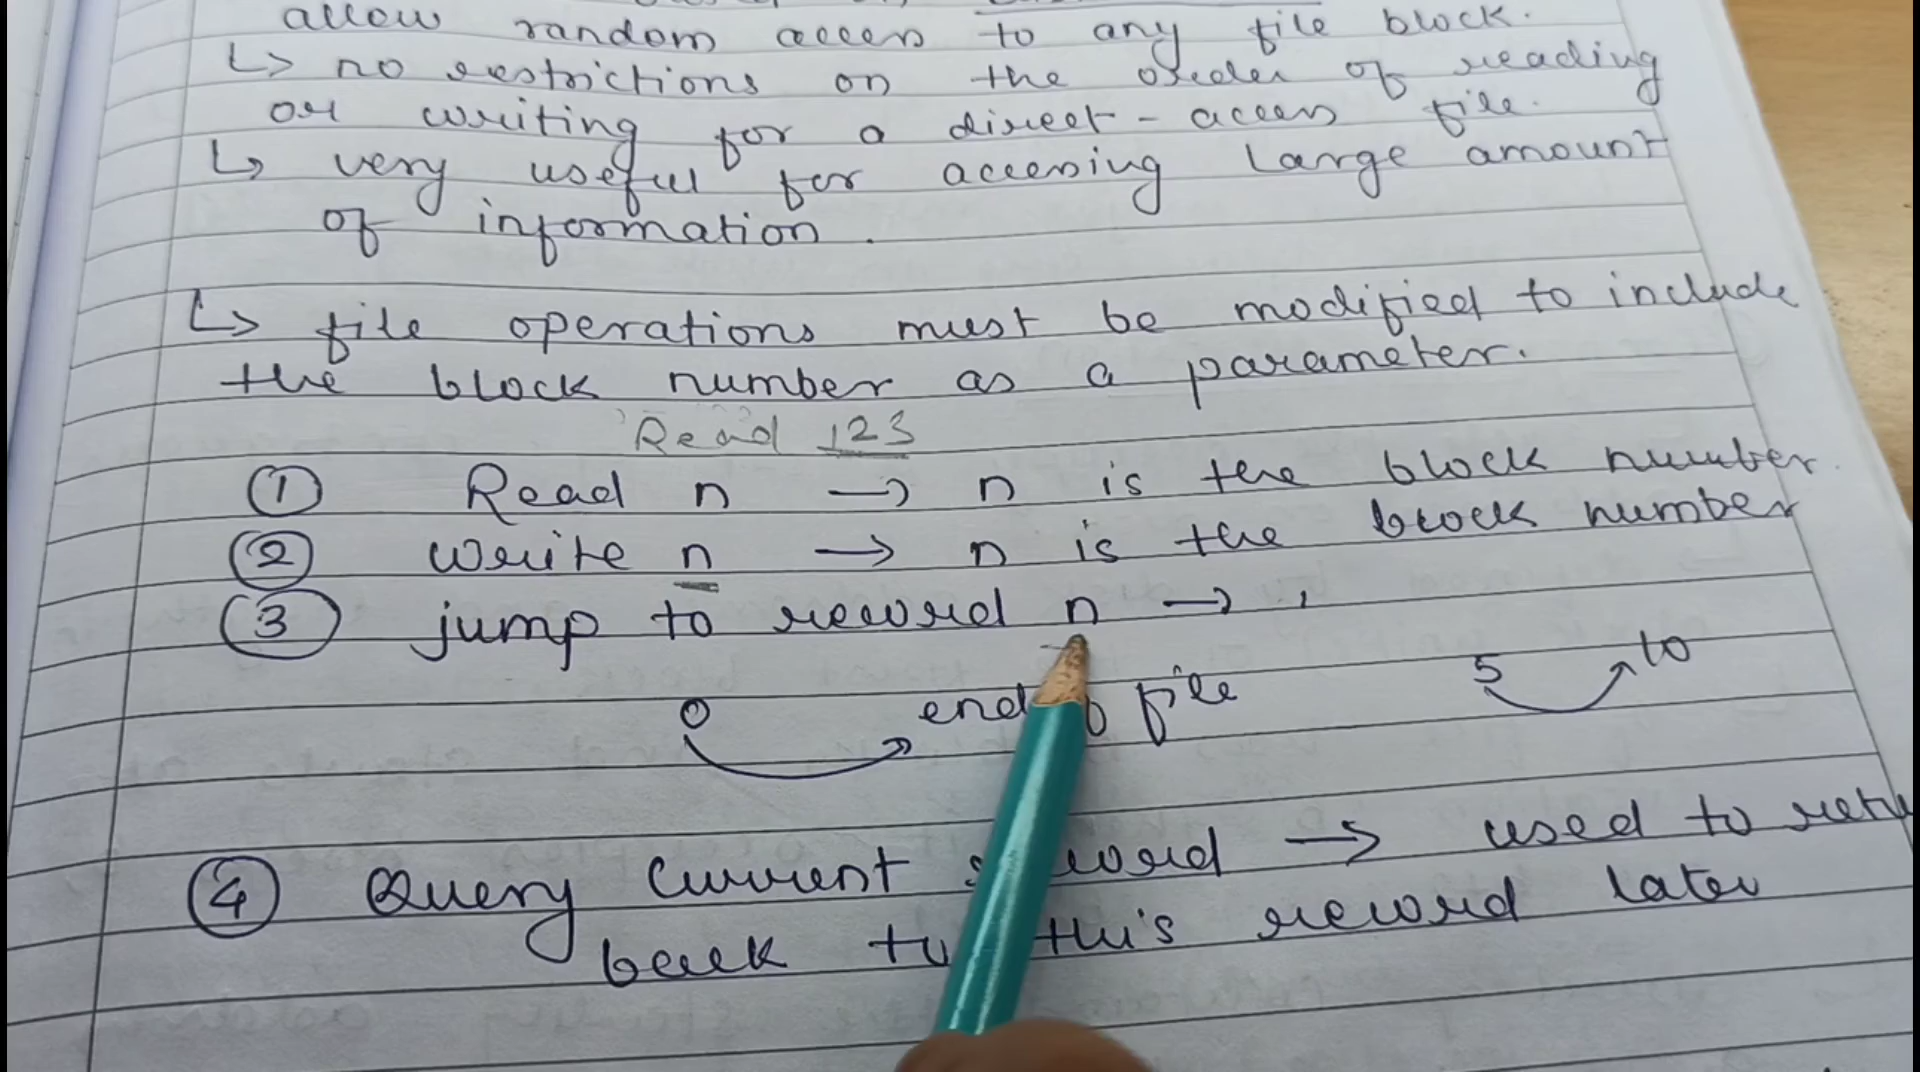 allow random access to any file block.
↳ no restrictions on the order of reading
or writing for a direct - access file.
↳ very useful for accessing large amount
of information.
↳ file operations must be modified to include
the block number as a parameter.
Read 123
① Read n → n is the block number.
② Write n → n is the block number
③ jump to record n →
0 end of file 5 10
④ Query current record → used to
back to this record later